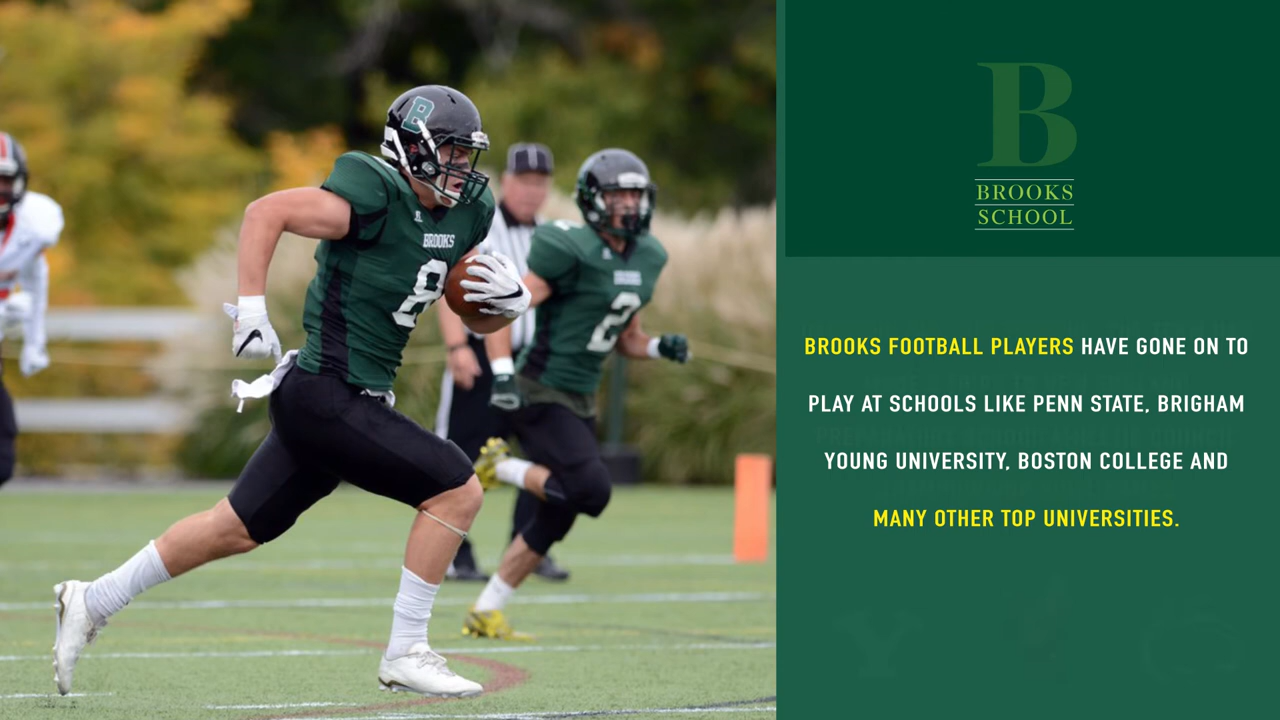 B
BROOKS
8
BROOKS
2
B
BROOKS
SCHOOL
BROOKS FOOTBALL PLAYERS HAVE GONE ON TO
PLAY AT SCHOOLS LIKE PENN STATE, BRIGHAM
YOUNG UNIVERSITY, BOSTON COLLEGE AND
MANY OTHER TOP UNIVERSITIES.